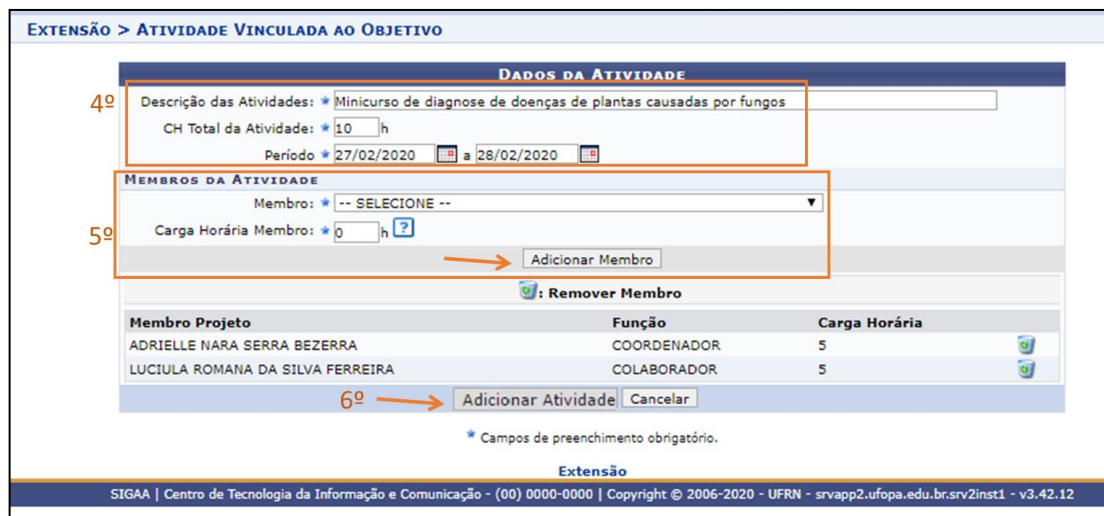 EXTENSÃO > ATIVIDADE VINCULADA AO OBJETIVO
DADOS DA ATIVIDADE
4º
Descrição das Atividades: * Minicurso de diagnose de doenças de plantas causadas por fungos
CH Total da Atividade: * 10 h
Período * 27/02/2020 a 28/02/2020
MEMBROS DA ATIVIDADE
Membro: * -- SELECIONE -- ▼
5º
Carga Horária Membro: * 0 h ?
Adicionar Membro
: Remover Membro
Membro Projeto Função Carga Horária
ADRIELLE NARA SERRA BEZERRA COORDENADOR 5
LUCIULA ROMANA DA SILVA FERREIRA COLABORADOR 5
6º Adicionar Atividade Cancelar
* Campos de preenchimento obrigatório.
Extensão
SIGAA | Centro de Tecnologia da Informação e Comunicação - (00) 0000-0000 | Copyright © 2006-2020 - UFRN - srvapp2.ufopa.edu.br.srv2inst1 - v3.42.12